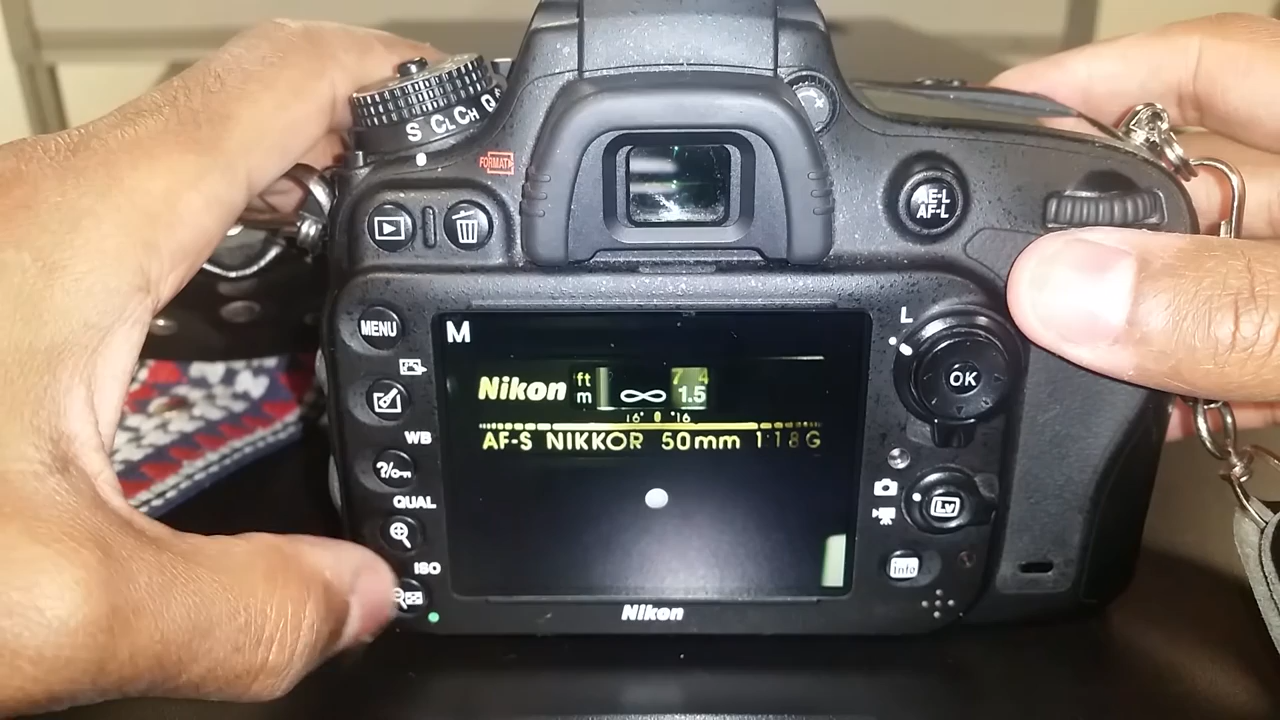 S CL CH Q
FORMAT
AE-L
AF-L
MENU
L
M
Nikon
ft
m
∞
7 4
1.5
16 0 16
AF-S NIKKOR 50mm 1:1.8G
OK
WB
?/
QUAL
ISO
Lv
info
Nikon